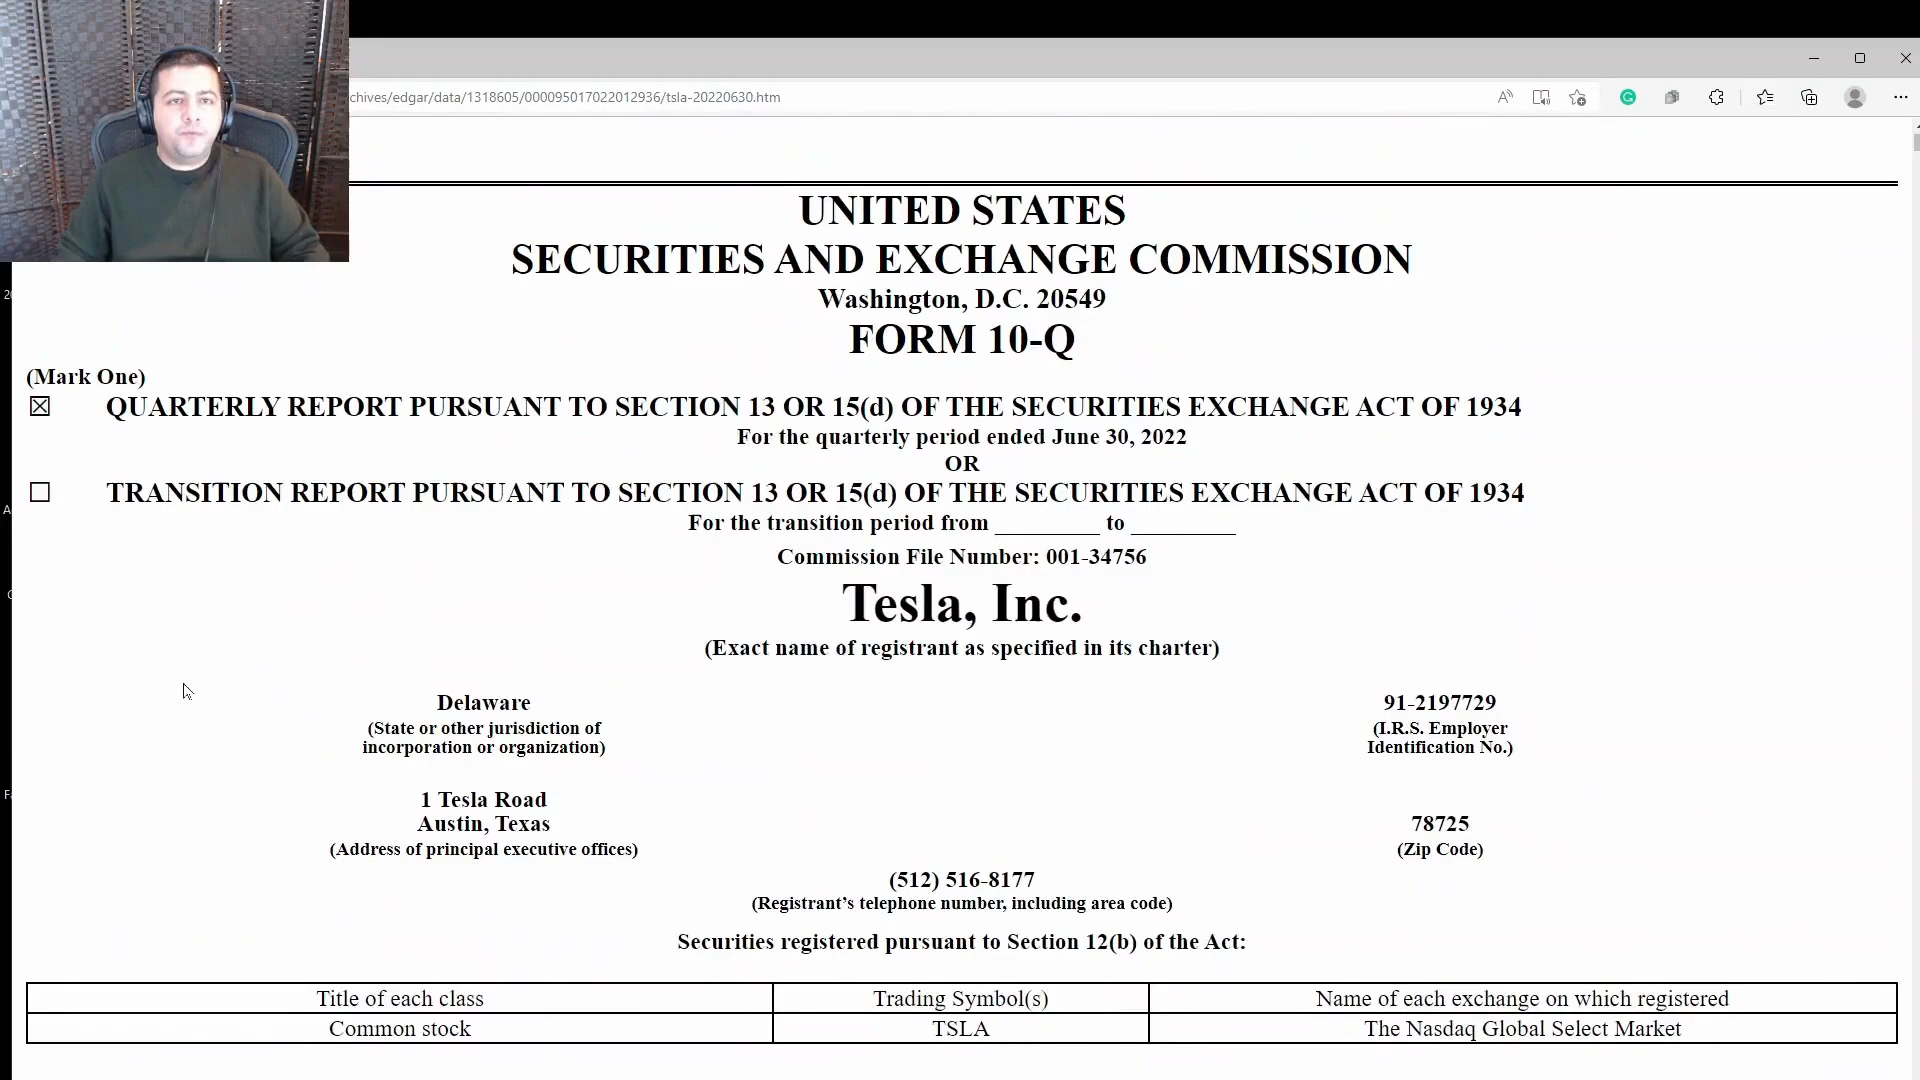 chives/edgar/data/1318605/000095017022012936/tsla-20220630.htm
UNITED STATES
SECURITIES AND EXCHANGE COMMISSION
Washington, D.C. 20549
FORM 10-Q
(Mark One)
☒ QUARTERLY REPORT PURSUANT TO SECTION 13 OR 15(d) OF THE SECURITIES EXCHANGE ACT OF 1934
For the quarterly period ended June 30, 2022
OR
☐ TRANSITION REPORT PURSUANT TO SECTION 13 OR 15(d) OF THE SECURITIES EXCHANGE ACT OF 1934
For the transition period from __________ to __________
Commission File Number: 001-34756
Tesla, Inc.
(Exact name of registrant as specified in its charter)
Delaware 91-2197729
(State or other jurisdiction of (I.R.S. Employer
incorporation or organization) Identification No.)
1 Tesla Road
Austin, Texas 78725
(Address of principal executive offices) (Zip Code)
(512) 516-8177
(Registrant’s telephone number, including area code)
Securities registered pursuant to Section 12(b) of the Act:
Title of each class Trading Symbol(s) Name of each exchange on which registered
Common stock TSLA The Nasdaq Global Select Market